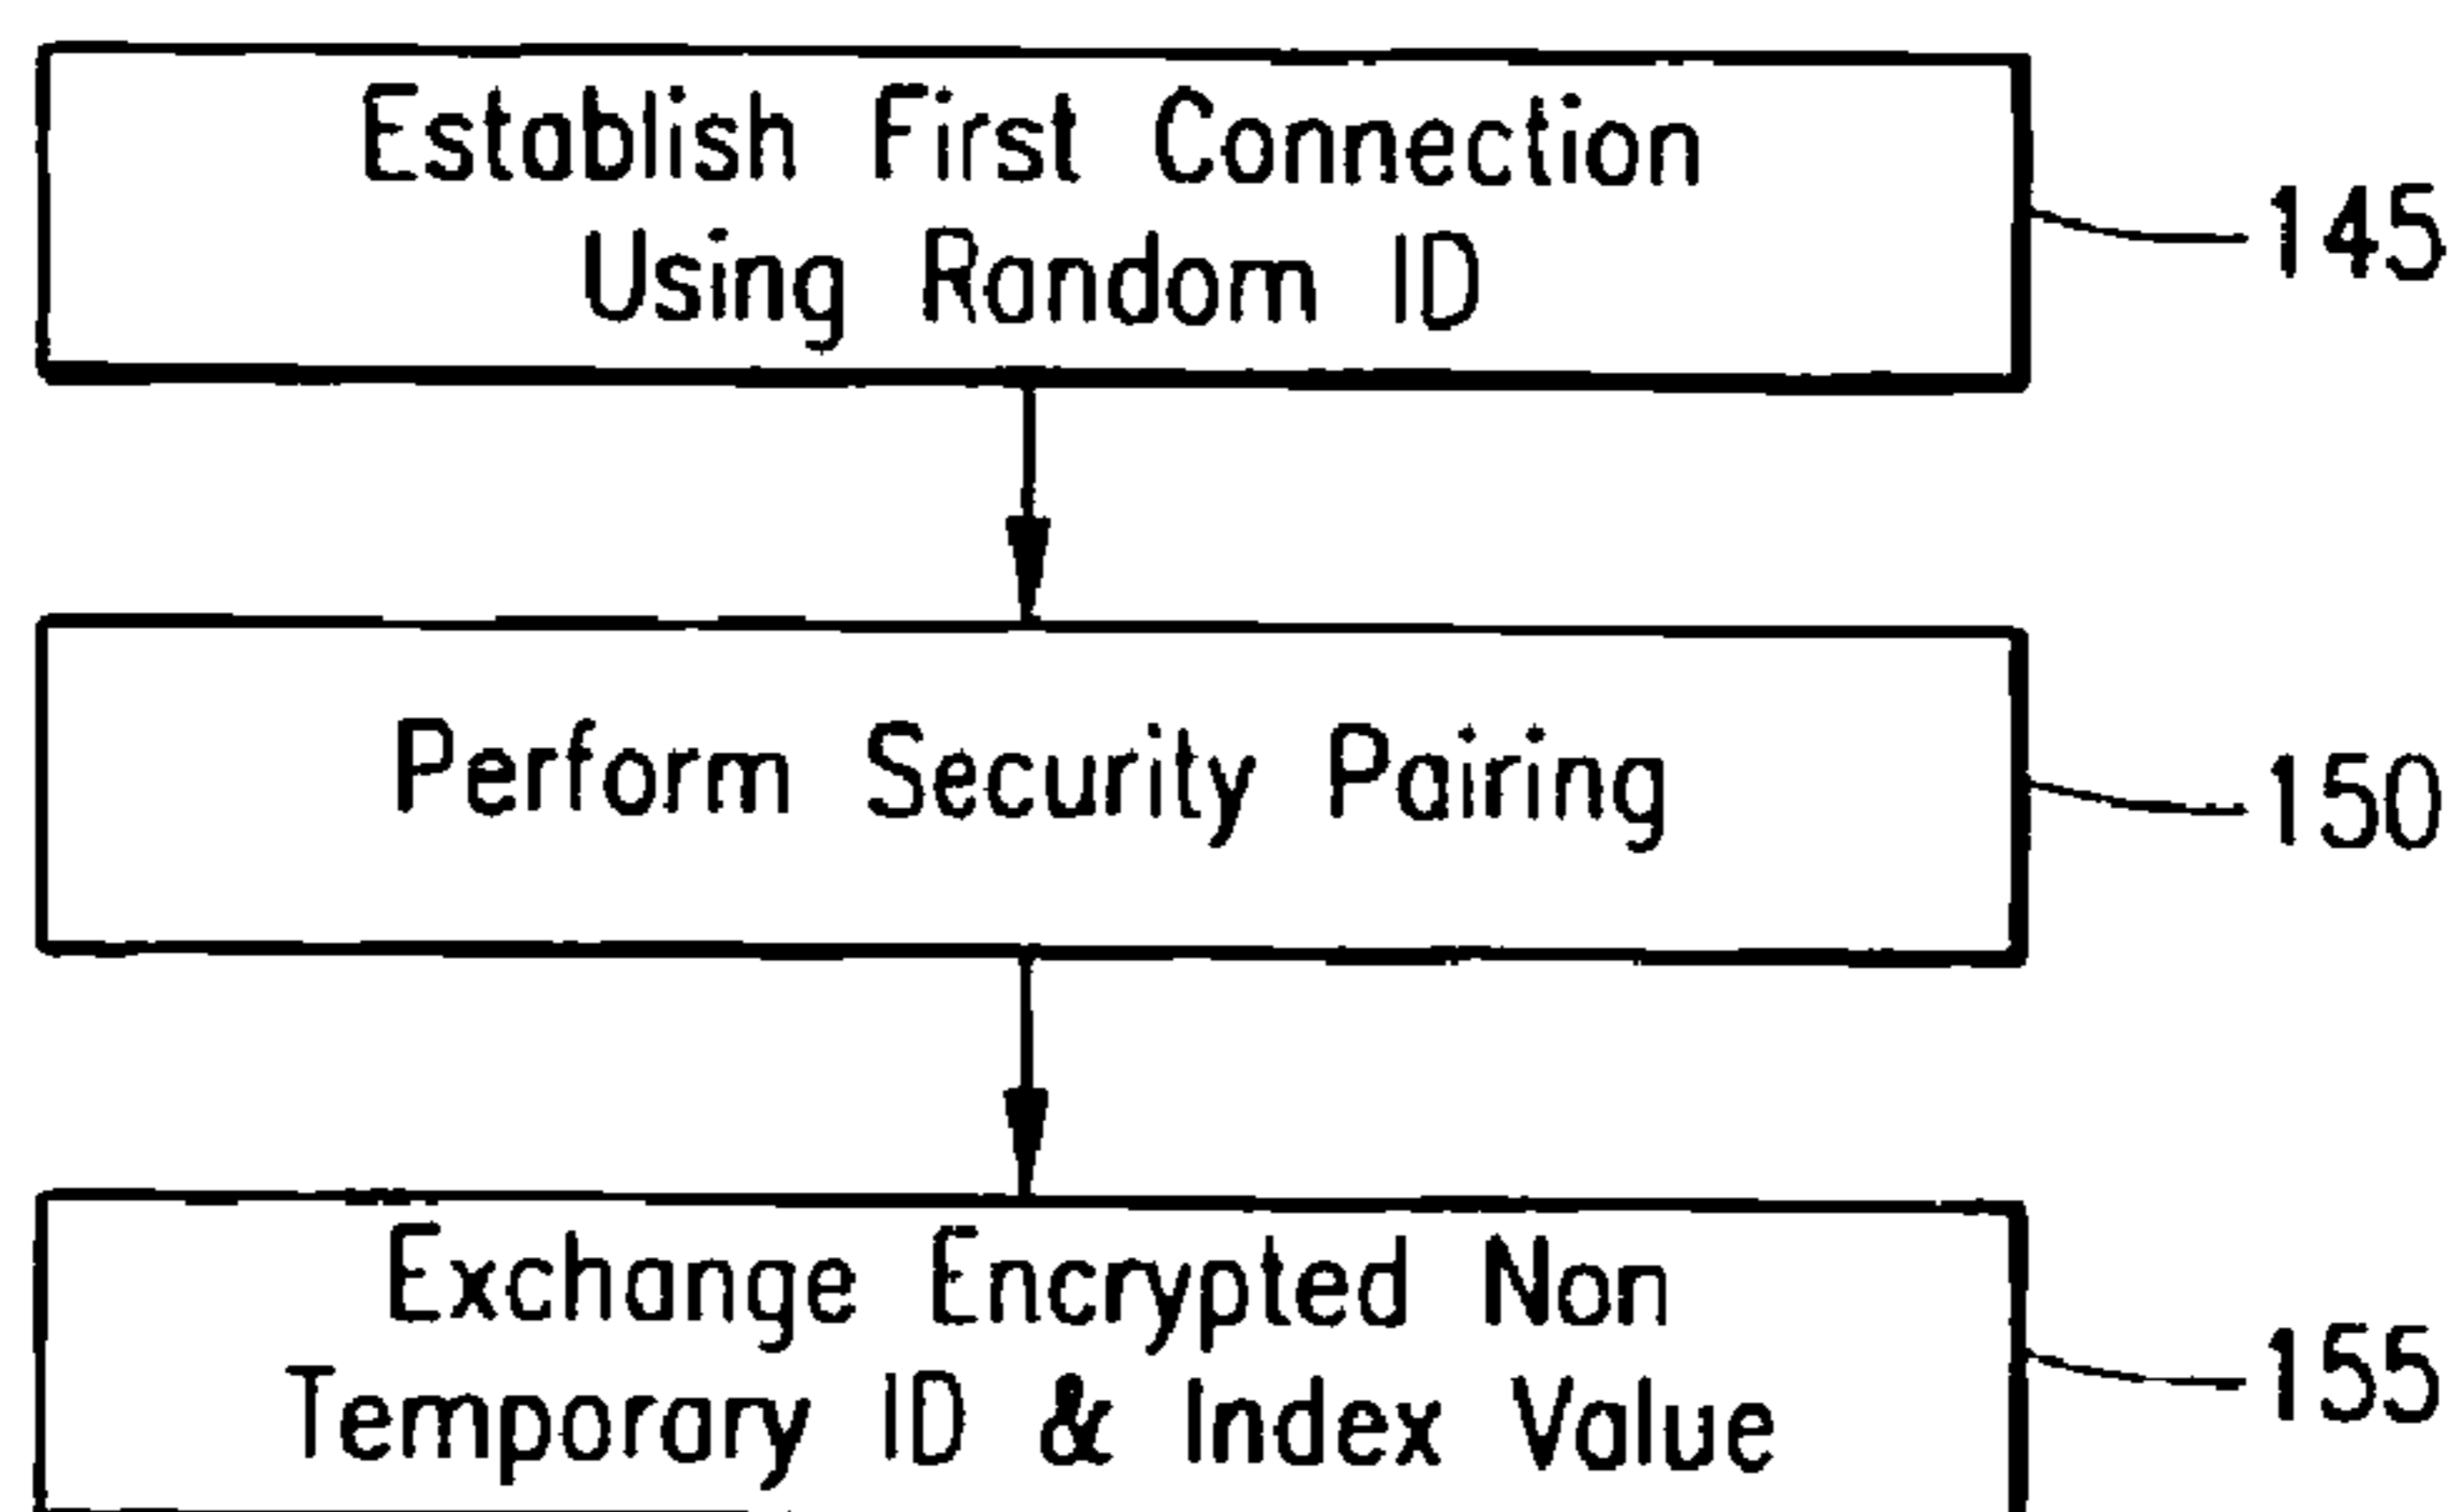 Establish First Connection
Using Random ID
145
Perform Security Pairing
150
Exchange Encrypted Non
Temporary ID & Index Value
155